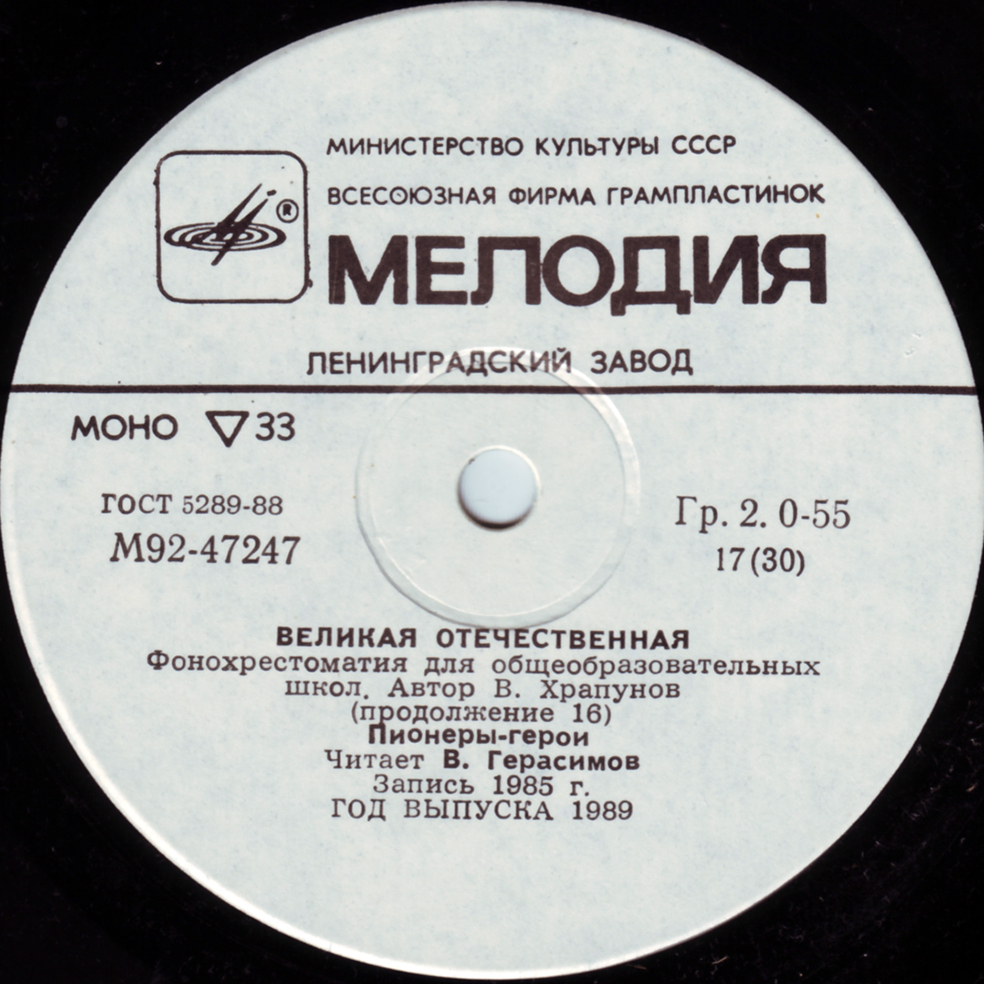 МИНИСТЕРСТВО КУЛЬТУРЫ СССР
ВСЕСОЮЗНАЯ ФИРМА ГРАМПЛАСТИНОК
®
МЕЛОДИЯ
ЛЕНИНГРАДСКИЙ ЗАВОД
МОНО ▽ 33
ГОСТ 5289-88
М92-47247
Гр. 2. 0-55
17(30)
ВЕЛИКАЯ ОТЕЧЕСТВЕННАЯ
Фонохрестоматия для общеобразовательных
школ. Автор В. Храпунов
(продолжение 16)
Пионеры-герои
Читает В. Герасимов
Запись 1985 г.
ГОД ВЫПУСКА 1989